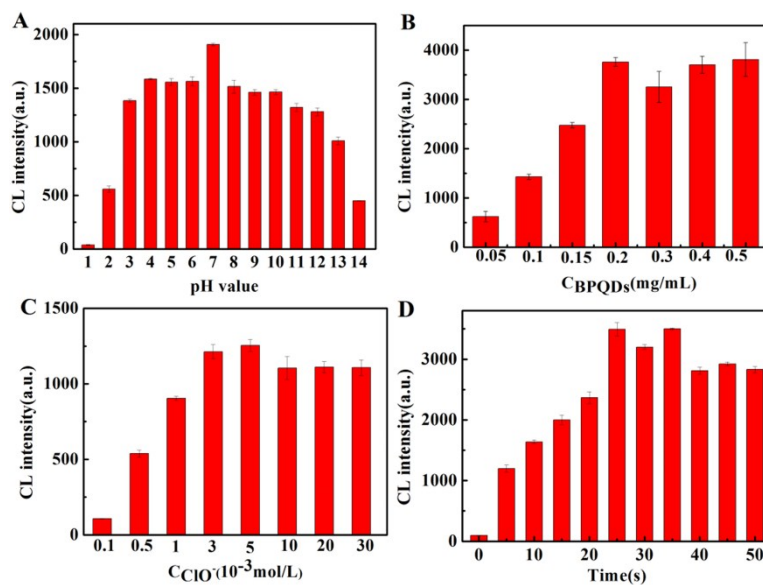 A
2000
1500
1000
500
0
CL intensity(a.u.)
1 2 3 4 5 6 7 8 9 10 11 12 13 14
pH value
B
4000
3000
2000
1000
0
CL intencity(a.u.)
0.05 0.1 0.15 0.2 0.3 0.4 0.5
CBPQDs(mg/mL)
C
1500
1000
500
0
CL intensity(a.u.)
0.1 0.5 1 3 5 10 20 30
CClO-(10-3mol/L)
D
3000
2000
1000
0
CL intensity(a.u.)
0 10 20 30 40 50
Time(s)